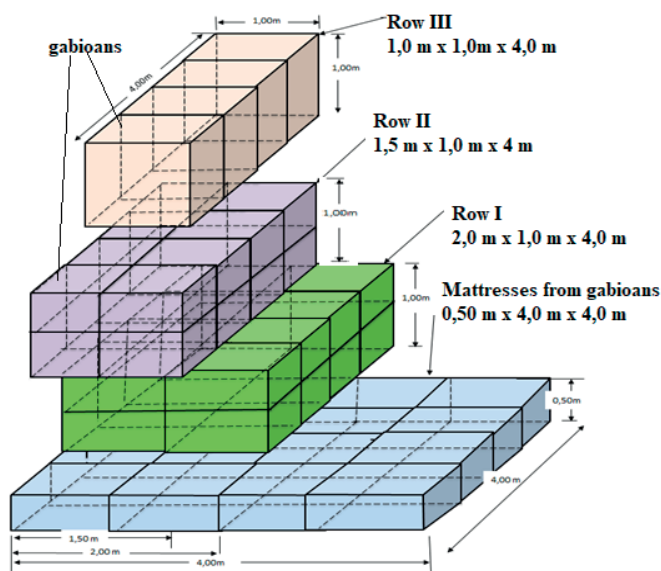 1,00m
Row III
1,0 m x 1,0m x 4,0 m
gabioans
4,00m
1,00m
Row II
1,5 m x 1,0 m x 4 m
1,00m
Row I
2,0 m x 1,0 m x 4,0 m
1,00m
Mattresses from gabioans
0,50 m x 4,0 m x 4,0 m
0,50m
4,00 m
1,50 m
2,00 m
4,00m